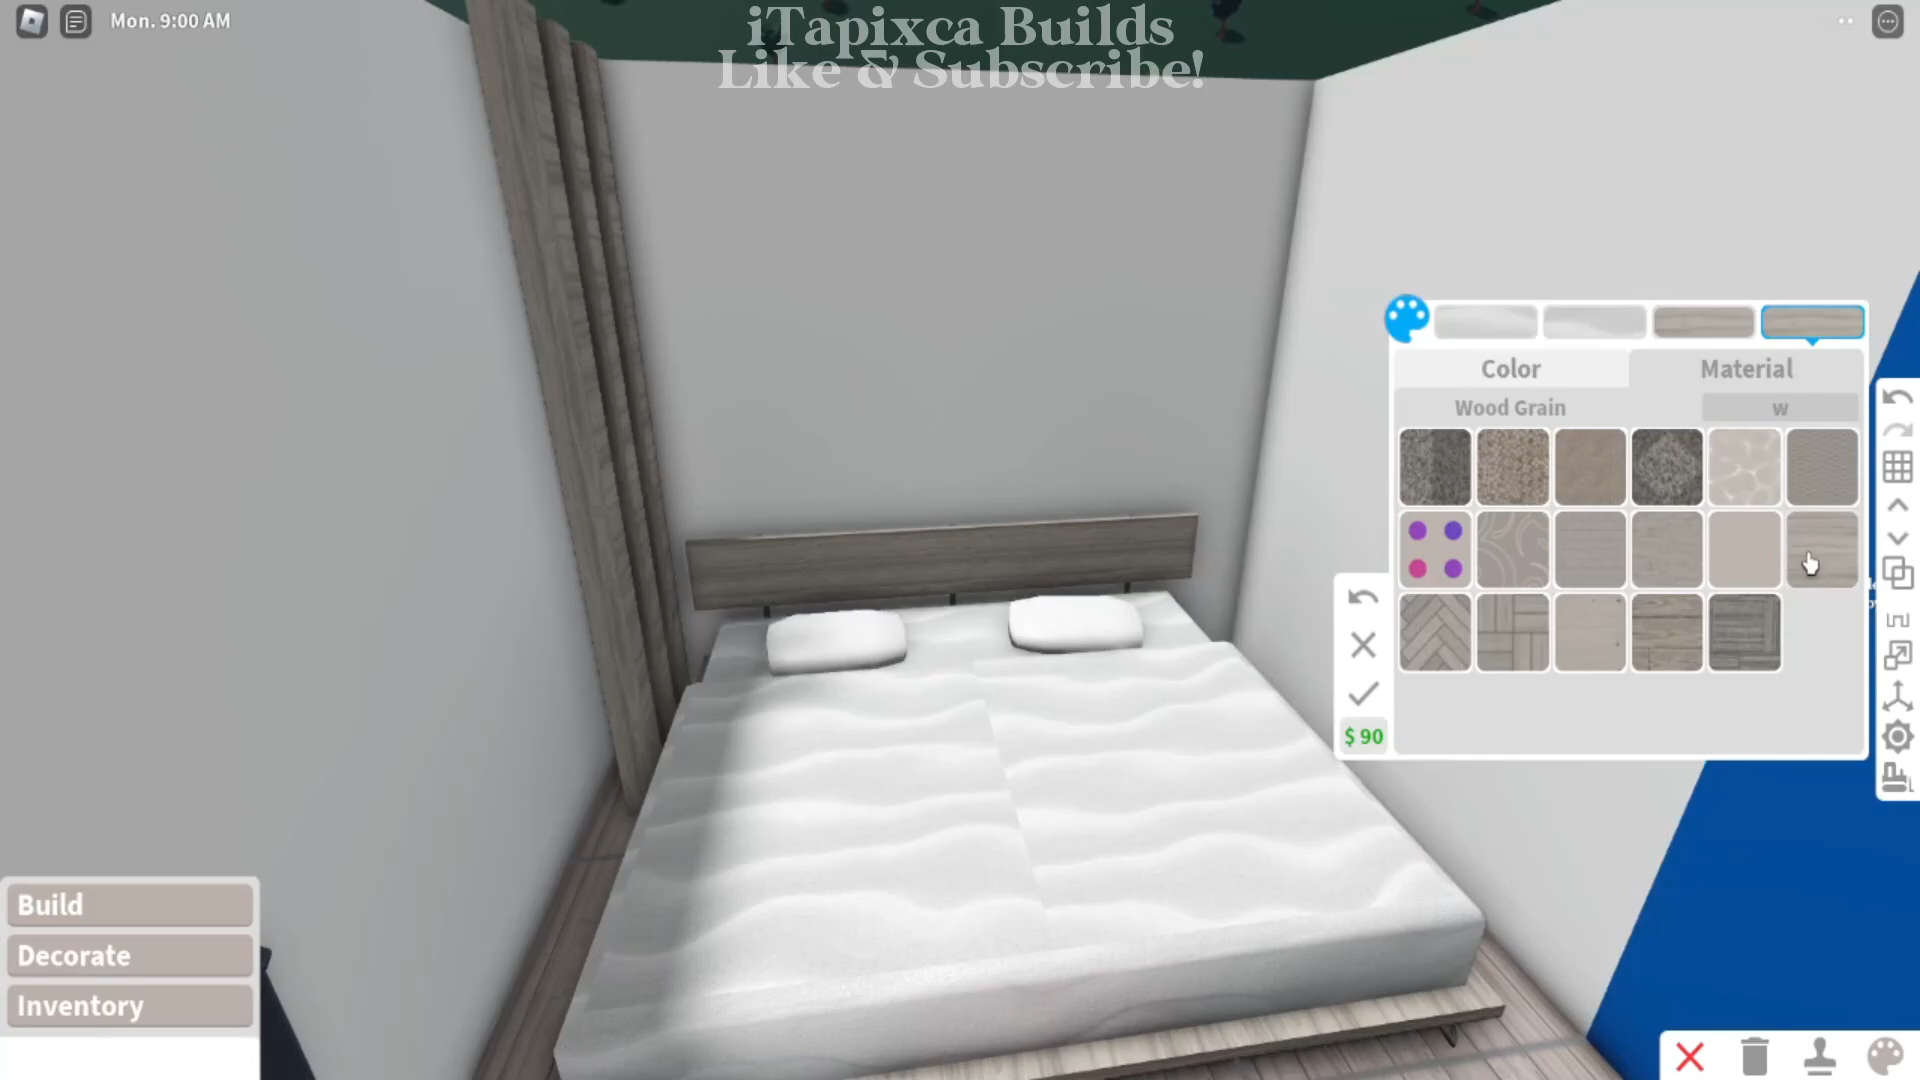 Mon. 9:00 AM
iTapixca Builds
Like & Subscribe!
Color
Material
Wood Grain
w
$ 90
Build
Decorate
Inventory